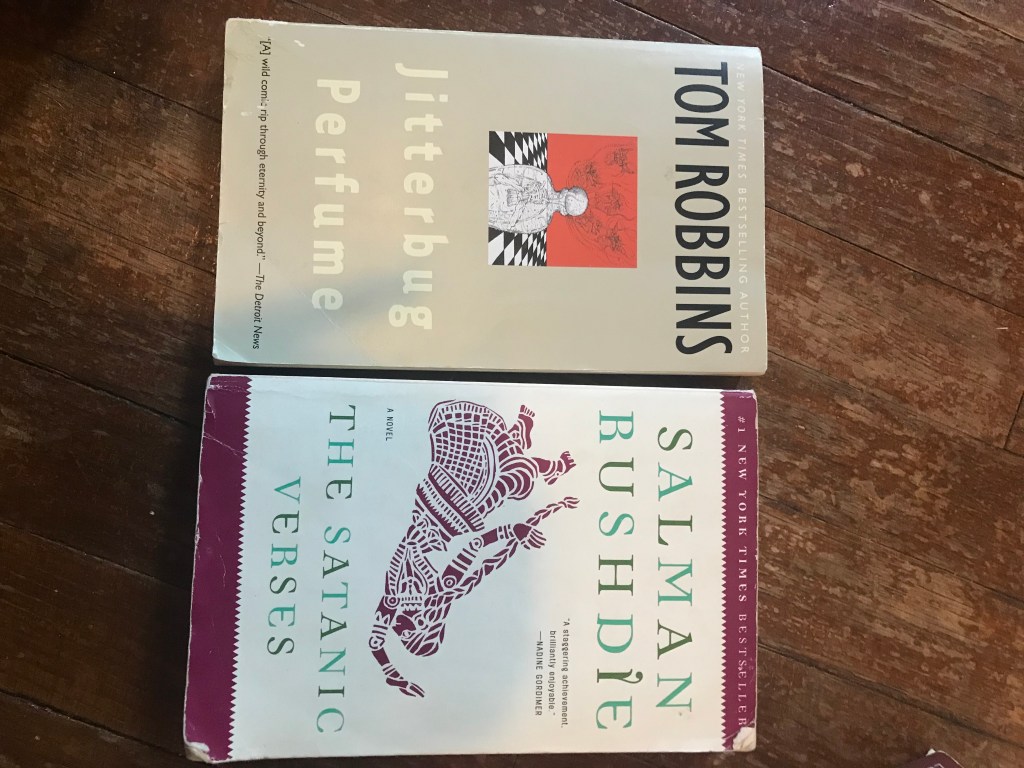 NEW YORK TIMES BESTSELLING AUTHOR
TOM ROBBINS
Jitterbug
Perfume
"[A] wild comic rip through eternity and beyond." —The Detroit News
#1 NEW YORK TIMES BESTSELLER
SALMAN
RUSHDIE
"A staggering achievement,
brilliantly enjoyable."
—NADINE GORDIMER
A NOVEL
THE SATANIC
VERSES